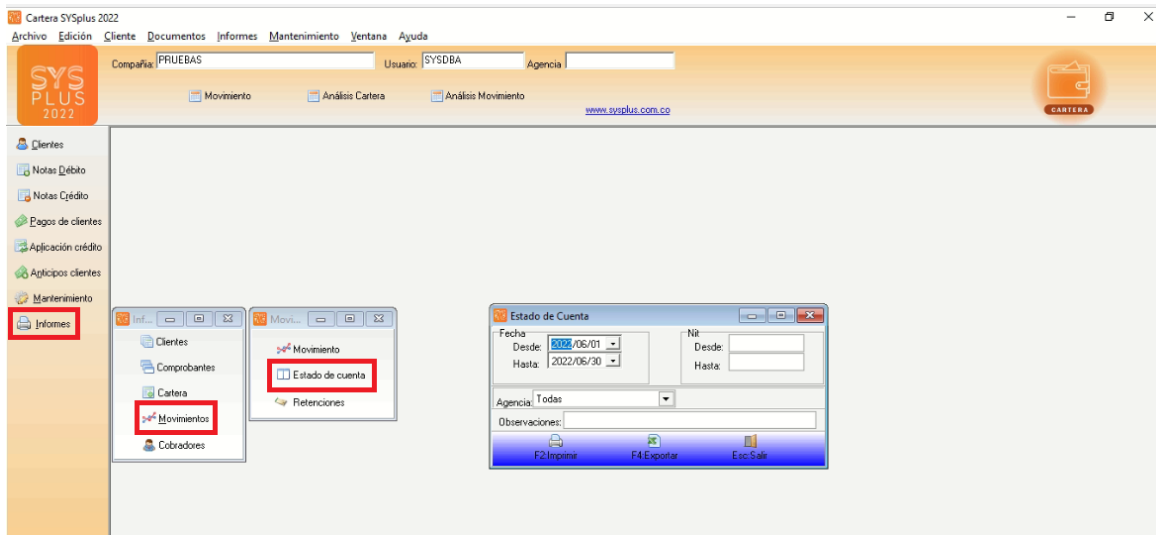 Cartera SYSplus 2022
Archivo Edición Cliente Documentos Informes Mantenimiento Ventana Ayuda
SYS
PLUS
2022
Compañia: PRUEBAS Usuario: SYSDBA Agencia
Movimiento Análisis Cartera Análisis Movimiento
www.sysplus.com.co
CARTERA
Clientes
Notas Débito
Notas Crédito
Pagos de clientes
Aplicación crédito
Anticipos clientes
Mantenimiento
Informes
Inf...
Clientes
Comprobantes
Cartera
Movimientos
Cobradores
Movi...
Movimiento
Estado de cuenta
Retenciones
Estado de Cuenta
Fecha
Desde: 2022/06/01
Hasta: 2022/06/30
Nit
Desde:
Hasta:
Agencia: Todas
Observaciones:
F2:Imprimir F4:Exportar Esc:Salir